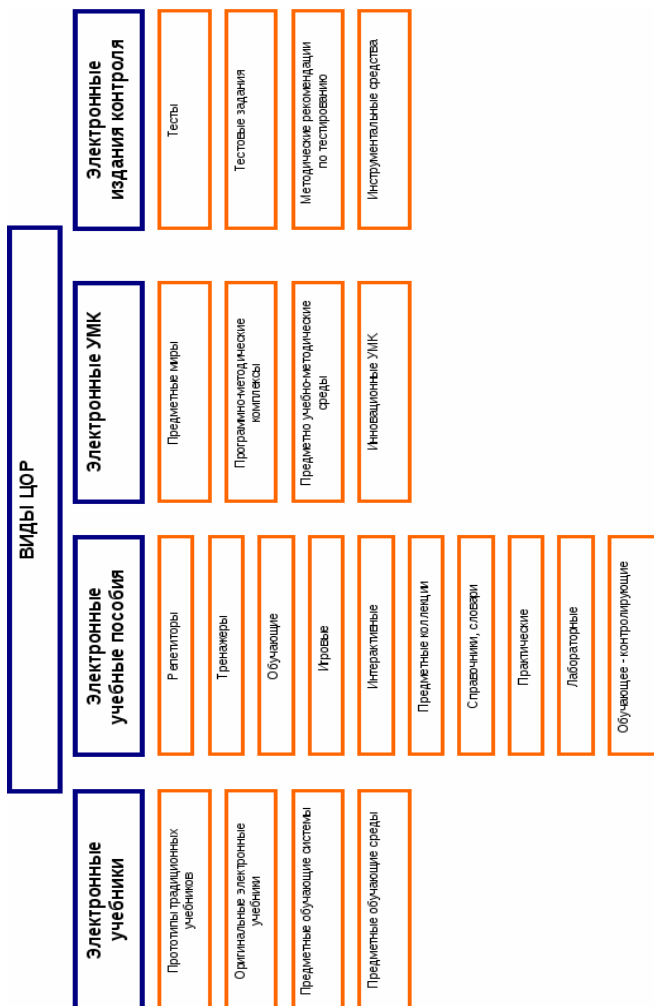 ВИДЫ ЦОР
Электронные
учебники
Прототипы традиционных
учебников
Оригинальные электронные
учебники
Предметные обучающие системы
Предметные обучающие среды
Электронные
учебные пособия
Репетиторы
Тренажеры
Обучающие
Игровые
Интерактивные
Предметные коллекции
Справочники, словари
Практические
Лабораторные
Обучающее - контролирующие
Электронные УМК
Предметные миры
Программно-методические
комплексы
Предметно учебно-методические
среды
Инновационные УМК
Электронные
издания контроля
Тесты
Тестовые задания
Методические рекомендации
по тестированию
Инструментальные средства